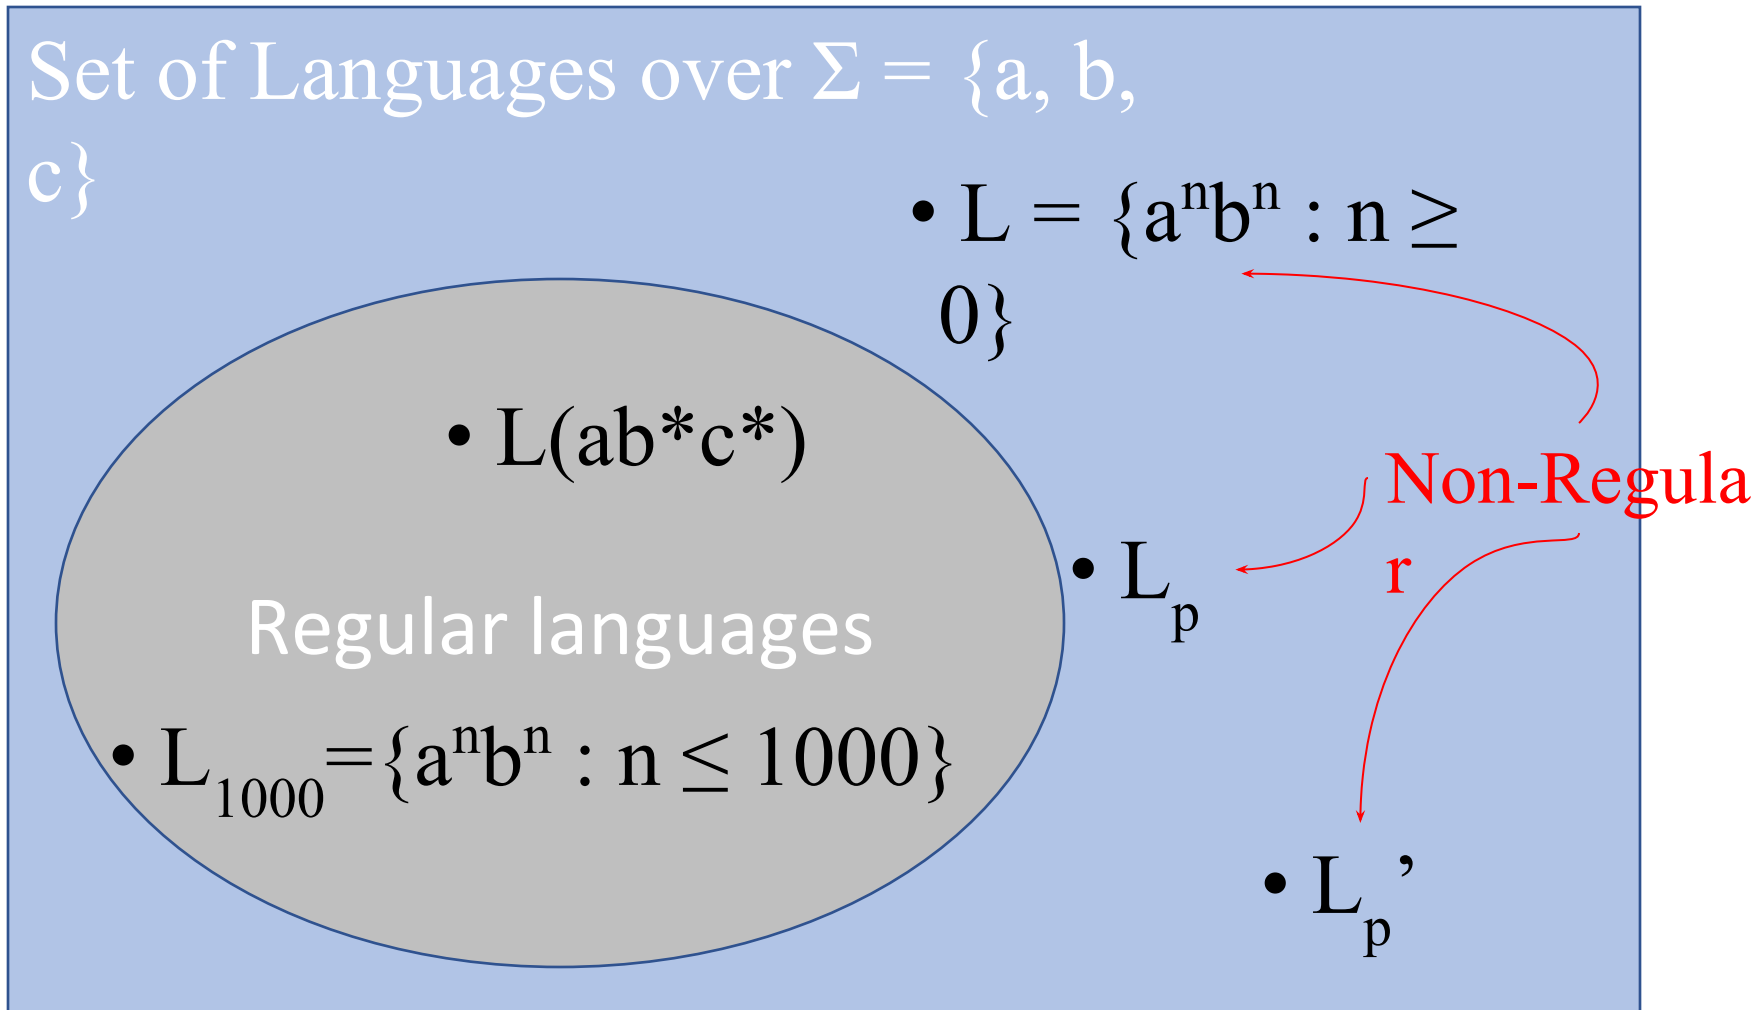 Set of Languages over Σ = {a, b,
c}
• L = {aⁿbⁿ : n ≥
0}
• L(ab*c*)
Non-Regula
r
• Lₚ
Regular languages
• L₁₀₀₀={aⁿbⁿ : n ≤ 1000}
• Lₚ’